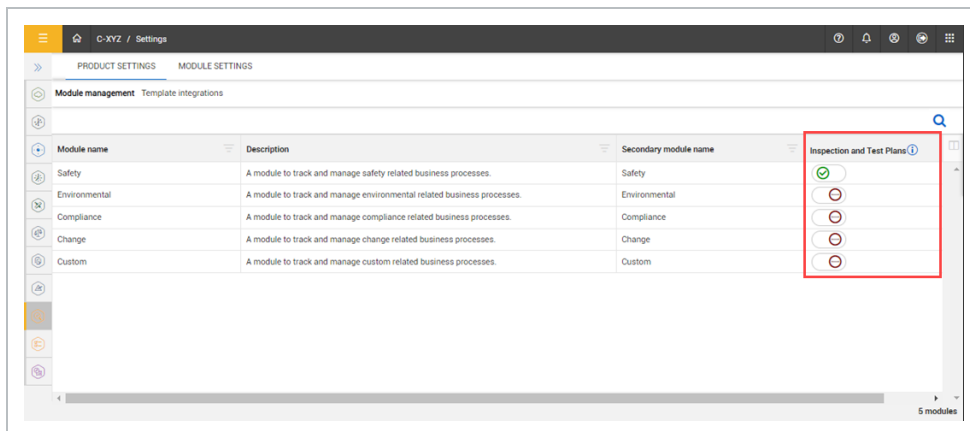 C-XYZ / Settings
PRODUCT SETTINGS MODULE SETTINGS
Module management Template integrations
Module name Description Secondary module name Inspection and Test Plans
Safety A module to track and manage safety related business processes. Safety
Environmental A module to track and manage environmental related business processes. Environmental
Compliance A module to track and manage compliance related business processes. Compliance
Change A module to track and manage change related business processes. Change
Custom A module to track and manage custom related business processes. Custom
5 modules